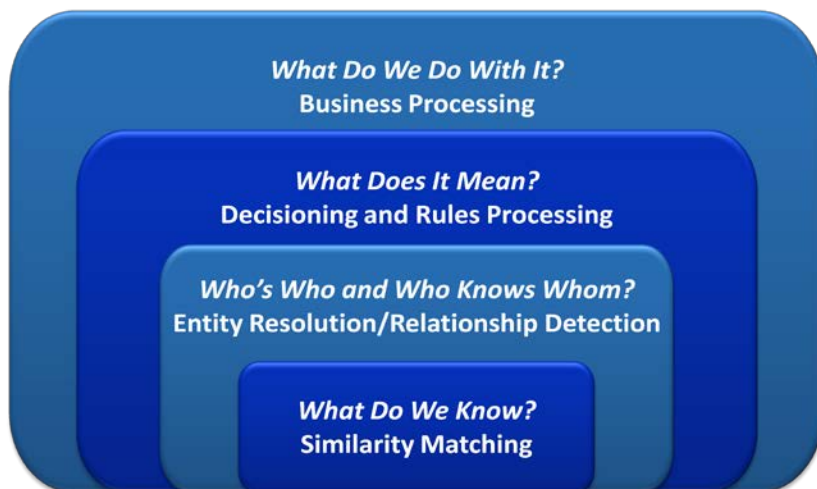 What Do We Do With It?
Business Processing
What Does It Mean?
Decisioning and Rules Processing
Who’s Who and Who Knows Whom?
Entity Resolution/Relationship Detection
What Do We Know?
Similarity Matching